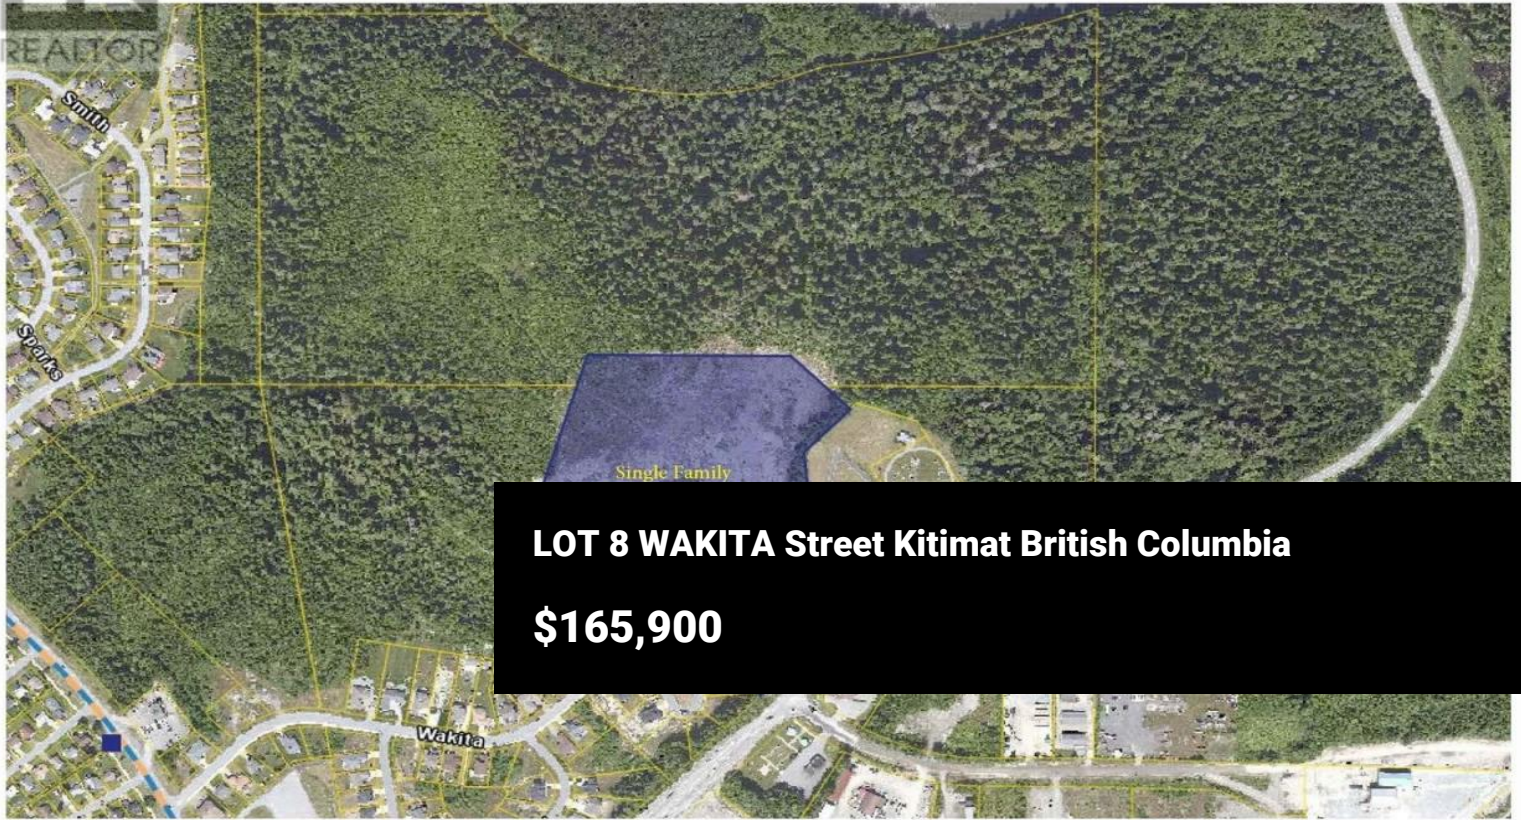 REALTOR
Smith
Sparks
Single Family
LOT 8 WAKITA Street Kitimat British Columbia
$165,900
Wakita